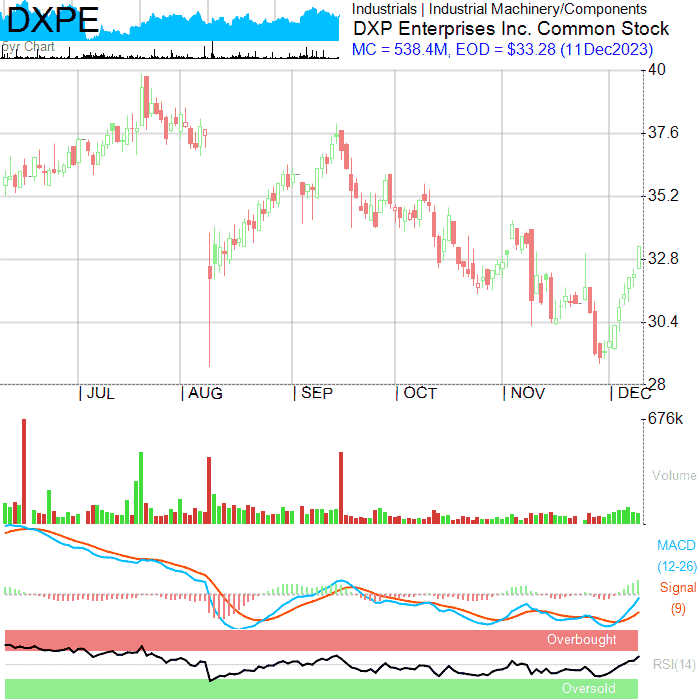 DXPE
Industrials | Industrial Machinery/Components
DXP Enterprises Inc. Common Stock
MC = 538.4M, EOD = $33.28 (11Dec2023)
yr Chart
40
37.6
35.2
32.8
30.4
28
| JUL | AUG | SEP | OCT | NOV | DEC
676k
Volume
MACD
(12-26)
Signal
(9)
Overbought
RSI(14)
Oversold